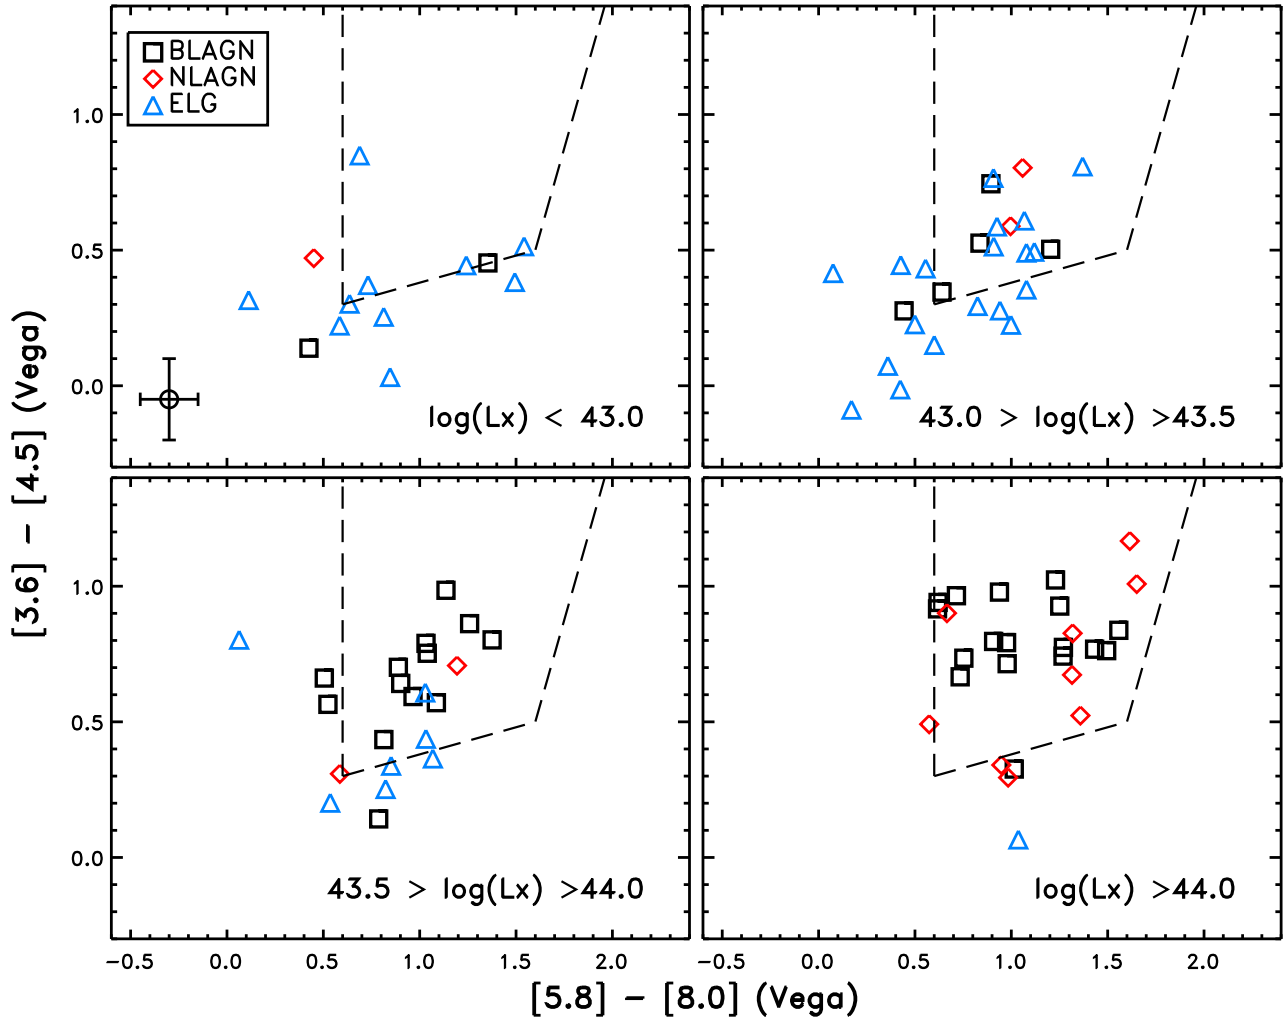 BLAGN
NLAGN
ELG
1.0
0.5
0.0
log(Lx) < 43.0
43.0 > log(Lx) >43.5
[3.6] – [4.5] (Vega)
1.0
0.5
0.0
43.5 > log(Lx) >44.0
log(Lx) >44.0
−0.5 0.0 0.5 1.0 1.5 2.0
−0.5 0.0 0.5 1.0 1.5 2.0
[5.8] – [8.0] (Vega)